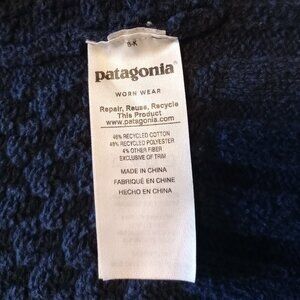 B-K
patagonia®
WORN WEAR
Repair, Reuse, Recycle
This Product
www.patagonia.com
46% RECYCLED COTTON
48% RECYCLED POLYESTER
4% OTHER FIBER
EXCLUSIVE OF TRIM
MADE IN CHINA
FABRIQUÉ EN CHINE
HECHO EN CHINA